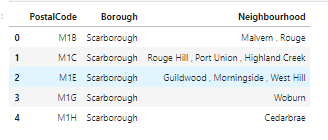 PostalCode Borough Neighbourhood
0 M1B Scarborough Malvern , Rouge
1 M1C Scarborough Rouge Hill , Port Union , Highland Creek
2 M1E Scarborough Guildwood , Morningside , West Hill
3 M1G Scarborough Woburn
4 M1H Scarborough Cedarbrae